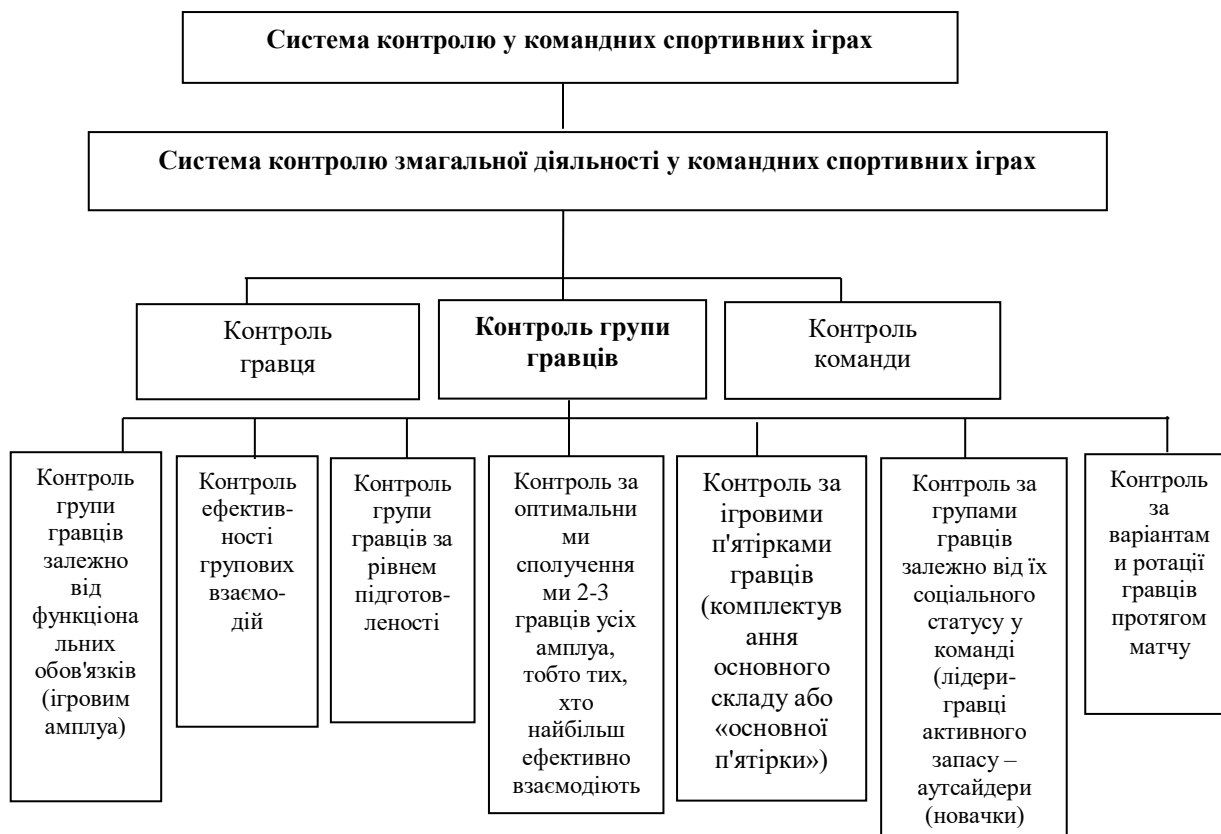 Система контролю у командних спортивних іграх
Система контролю змагальної діяльності у командних спортивних іграх
Контроль
гравця
Контроль групи
гравців
Контроль
команди
Контроль
групи
гравців
залежно
від
функціона
льних
обов'язків
(ігровим
амплуа)
Контроль
ефектив-
ності
групових
взаємо-
дій
Контроль
групи
гравців за
рівнем
підготов-
леності
Контроль за
оптимальни
ми
сполучення
ми 2-3
гравців усіх
амплуа,
тобто тих,
хто
найбільш
ефективно
взаємодіють
Контроль за
ігровими
п'ятірками
гравців
(комплектув
ання
основного
складу або
«основної
п'ятірки»)
Контроль за
групами
гравців
залежно від їх
соціального
статусу у
команді
(лідери-
гравці
активного
запасу –
аутсайдери
(новачки)
Контроль
за
варіантам
и ротації
гравців
протягом
матчу